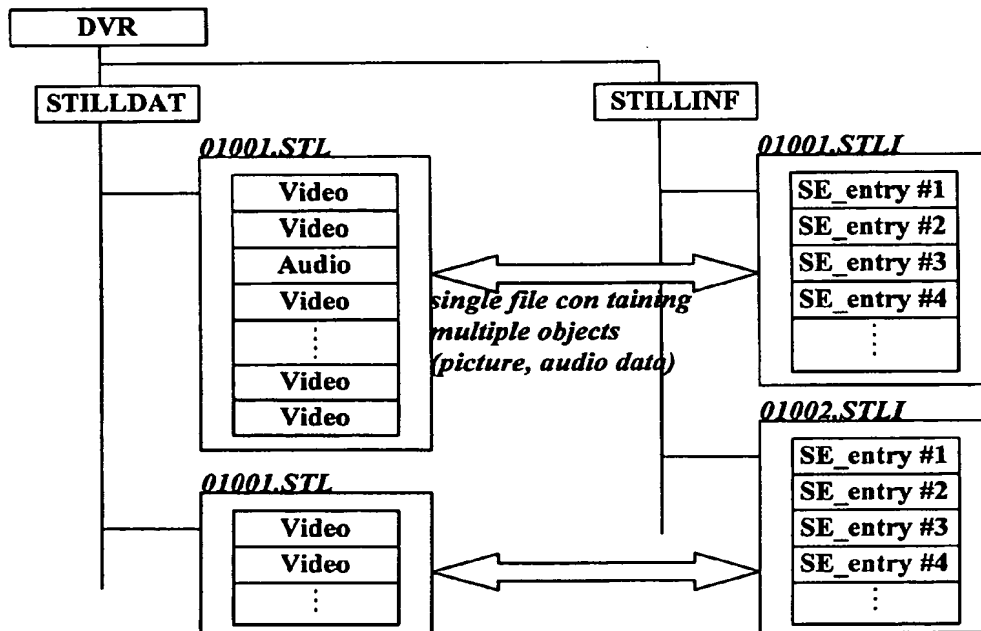 DVR
STILLDAT
STILLINF
01001.STL
Video
Video
Audio
Video
Video
Video
single file con taining
multiple objects
(picture, audio data)
01001.STLI
SE_entry #1
SE_entry #2
SE_entry #3
SE_entry #4
01002.STLI
SE_entry #1
SE_entry #2
SE_entry #3
SE_entry #4
01001.STL
Video
Video